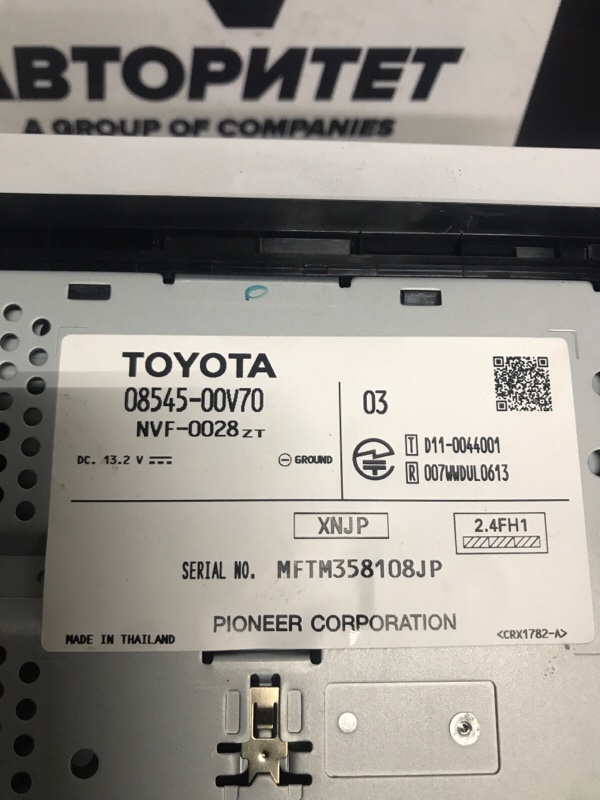 АВТОРИТЕТ
A GROUP OF COMPANIES
TOYOTA
08545-00V70
NVF-0028ZT
DC. 13.2 V
GROUND
03
T D11-0044001
R 007WWDUL0613
XNJP
2.4FH1
SERIAL NO. MFTM358108JP
PIONEER CORPORATION
MADE IN THAILAND
<CRX1782-A>